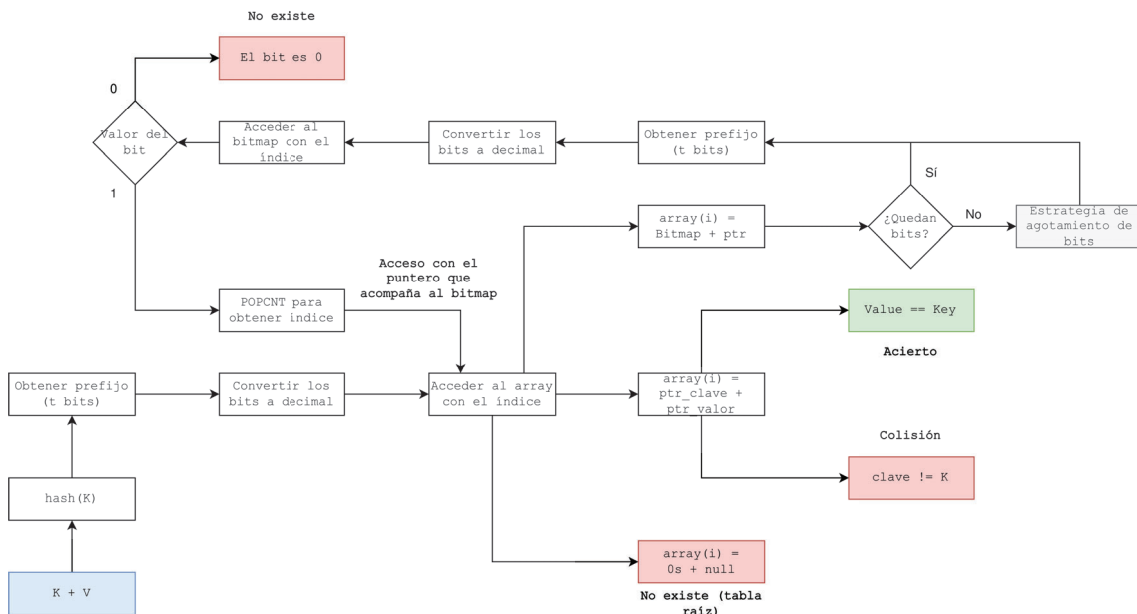 No existe
El bit es 0
0
Valor del
bit
1
Acceder al
bitmap con el
índice
Convertir los
bits a decimal
Obtener prefijo
(t bits)
Sí
¿Quedan
bits?
No
Estrategia de
agotamiento de
bits
array(i) =
Bitmap + ptr
Acceso con el
puntero que
acompaña al bitmap
POPCNT para
obtener índice
Value == Key
Acierto
Obtener prefijo
(t bits)
Convertir los
bits a decimal
Acceder al array
con el índice
array(i) =
ptr_clave +
ptr_valor
Colisión
clave != K
hash(K)
array(i) =
0s + null
No existe (tabla
raíz)
K + V